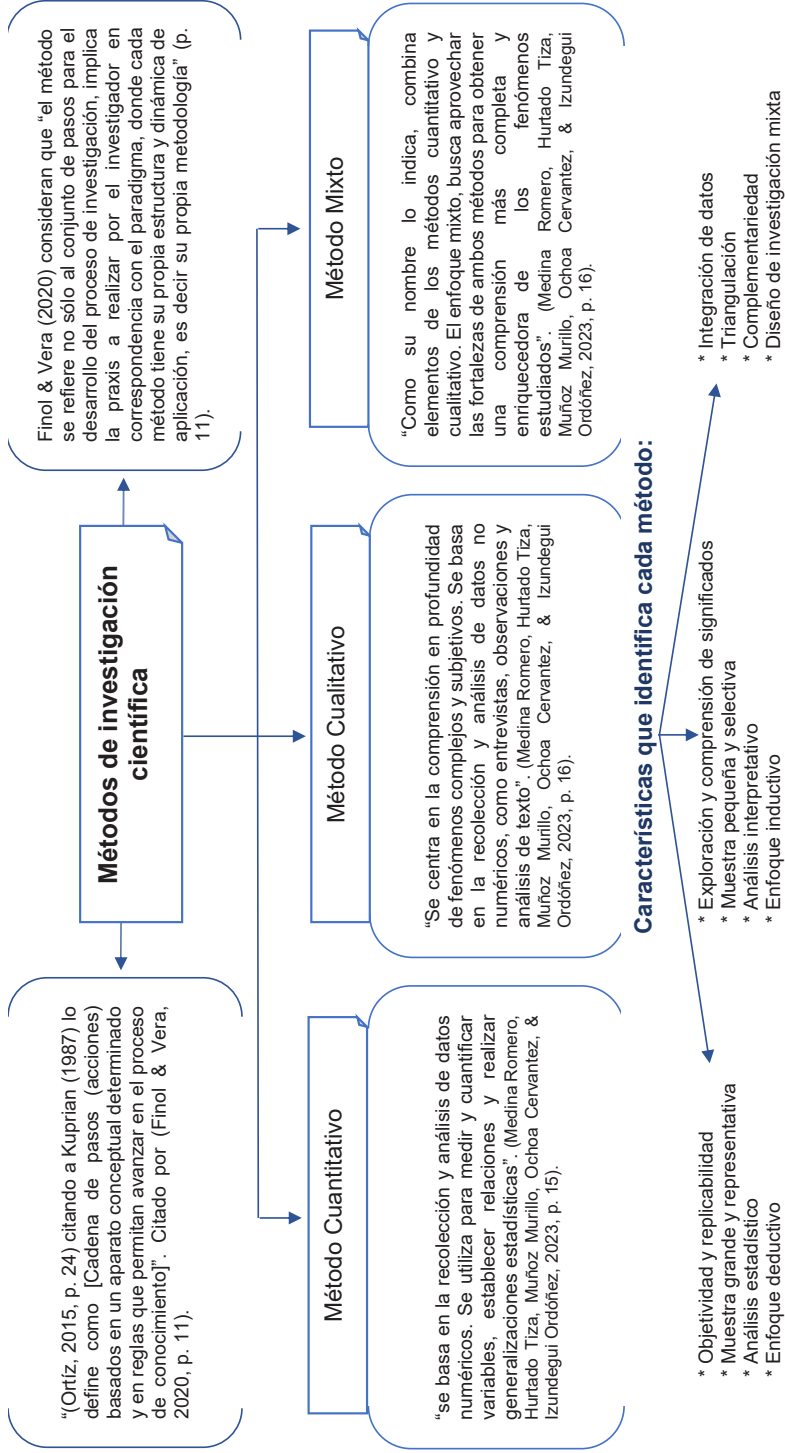 Métodos de investigación
científica
“(Ortíz, 2015, p. 24) citando a Kuprian (1987) lo
define como [Cadena de pasos (acciones)
basados en un aparato conceptual determinado
y en reglas que permitan avanzar en el proceso
de conocimiento]”. Citado por (Finol & Vera,
2020, p. 11).
Finol & Vera (2020) consideran que “el método
se refiere no sólo al conjunto de pasos para el
desarrollo del proceso de investigación, implica
la praxis a realizar por el investigador en
correspondencia con el paradigma, donde cada
método tiene su propia estructura y dinámica de
aplicación, es decir su propia metodología” (p.
11).
Método Cuantitativo
“se basa en la recolección y análisis de datos
numéricos. Se utiliza para medir y cuantificar
variables, establecer relaciones y realizar
generalizaciones estadísticas”. (Medina Romero,
Hurtado Tiza, Muñoz Murillo, Ochoa Cervantez, &
Izundegui Ordóñez, 2023, p. 15).
Método Cualitativo
“Se centra en la comprensión en profundidad
de fenómenos complejos y subjetivos. Se basa
en la recolección y análisis de datos no
numéricos, como entrevistas, observaciones y
análisis de texto”. (Medina Romero, Hurtado Tiza,
Muñoz Murillo, Ochoa Cervantez, & Izundegui
Ordóñez, 2023, p. 16).
Método Mixto
“Como su nombre lo indica, combina
elementos de los métodos cuantitativo y
cualitativo. El enfoque mixto, busca aprovechar
las fortalezas de ambos métodos para obtener
una comprensión más completa y
enriquecedora de los fenómenos
estudiados”. (Medina Romero, Hurtado Tiza,
Muñoz Murillo, Ochoa Cervantez, & Izundegui
Ordóñez, 2023, p. 16).
Características que identifica cada método:
* Objetividad y replicabilidad
* Muestra grande y representativa
* Análisis estadístico
* Enfoque deductivo
* Exploración y comprensión de significados
* Muestra pequeña y selectiva
* Análisis interpretativo
* Enfoque inductivo
* Integración de datos
* Triangulación
* Complementariedad
* Diseño de investigación mixta